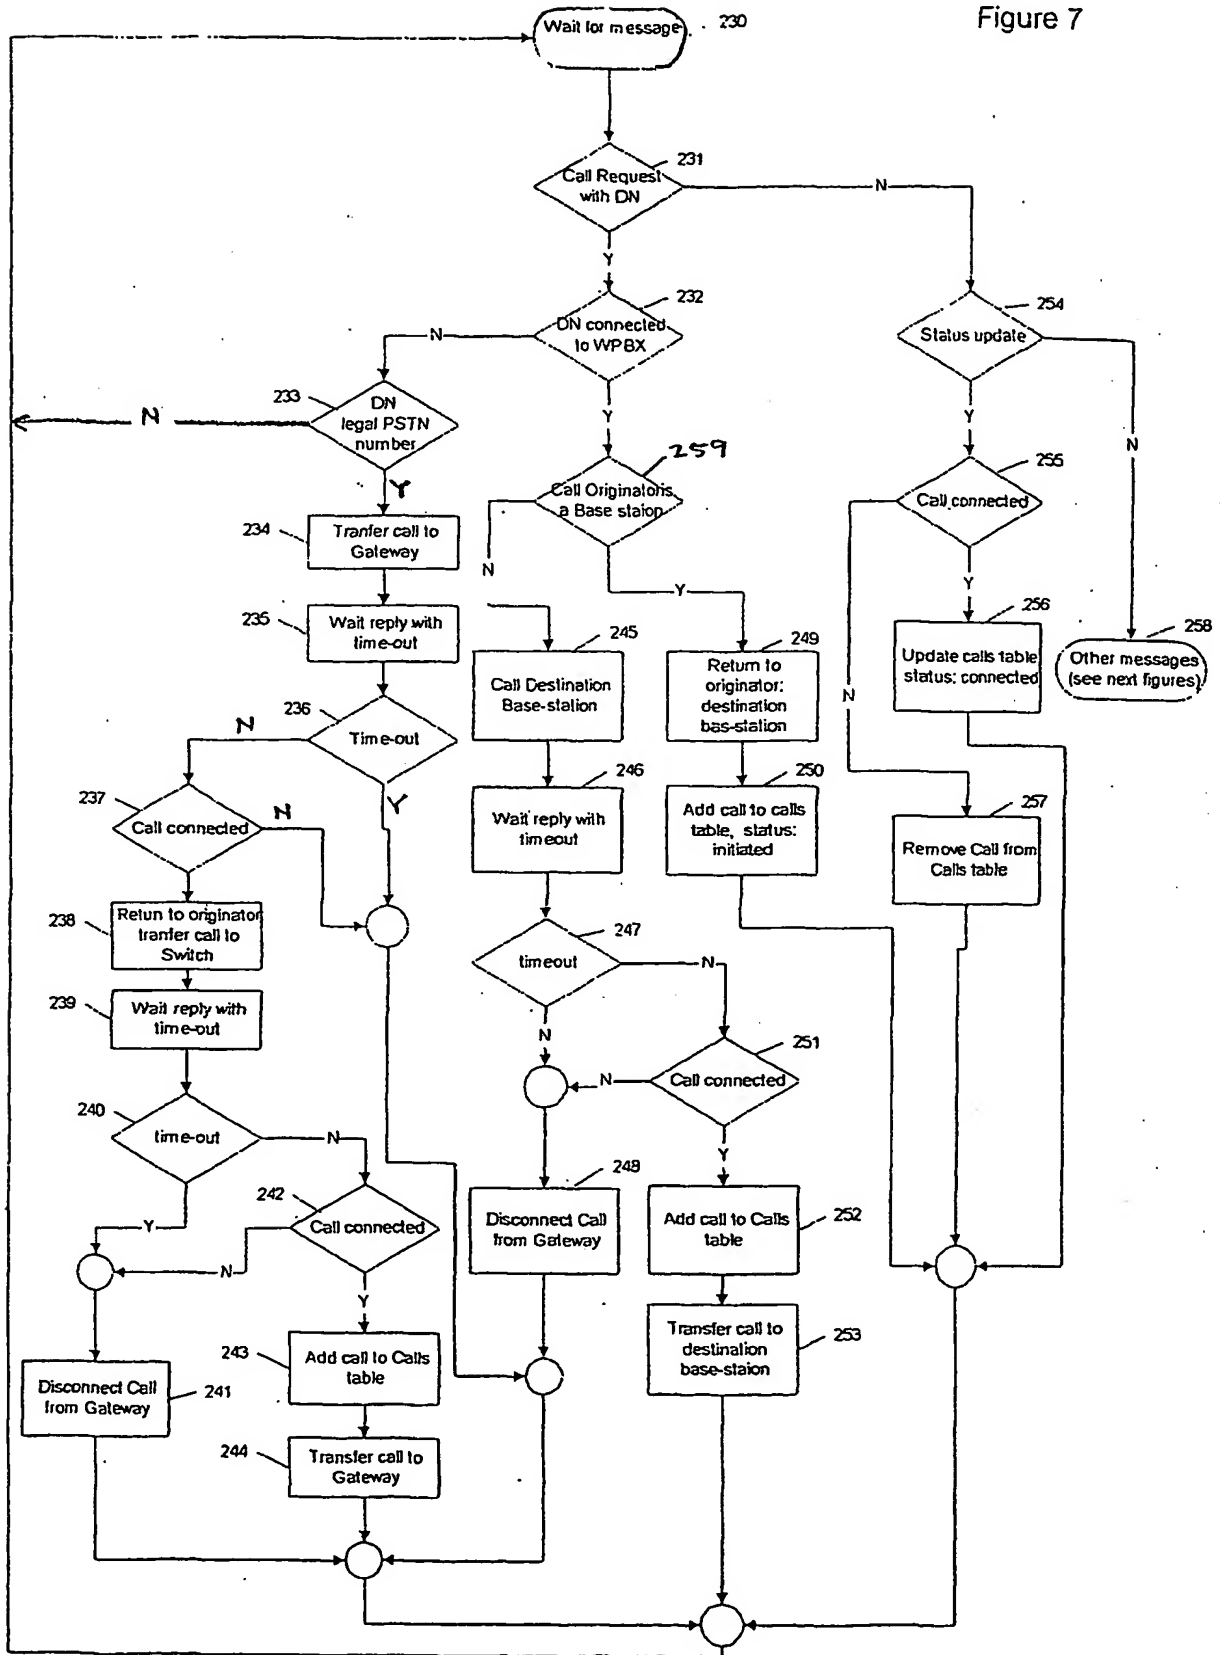 Figure 7
Wait for message
230
Call Request
with DN
231
N
Y
DN connected
to WPBX
232
N
Y
Status update
254
Y
N
DN
legal PSTN
number
233
N
Y
Call Originatoris
a Base staion
259
N
Y
Call connected
255
Y
N
Tranfer call to
Gateway
234
Wait reply with
time-out
235
Time-out
236
N
Y
Call Destination
Base-station
245
Return to
originator:
destination
bas-station
249
Update calls table
status: connected
256
Other messages
(see next figures)
258
Call connected
237
N
Wait reply with
timeout
246
Add call to calls
table, status:
initiated
250
Remove Call from
Calls table
257
Retun to originator
tranfer call to
Switch
238
Wait reply with
time-out
239
timeout
247
N
N
Call connected
251
N
Y
time-out
240
N
Y
Call connected
242
N
Y
Disconnect Call
from Gateway
248
Add call to Calls
table
252
Transfer call to
destination
base-staion
253
Disconnect Call
from Gateway
241
Add call to Calls
table
243
Transfer call to
Gateway
244